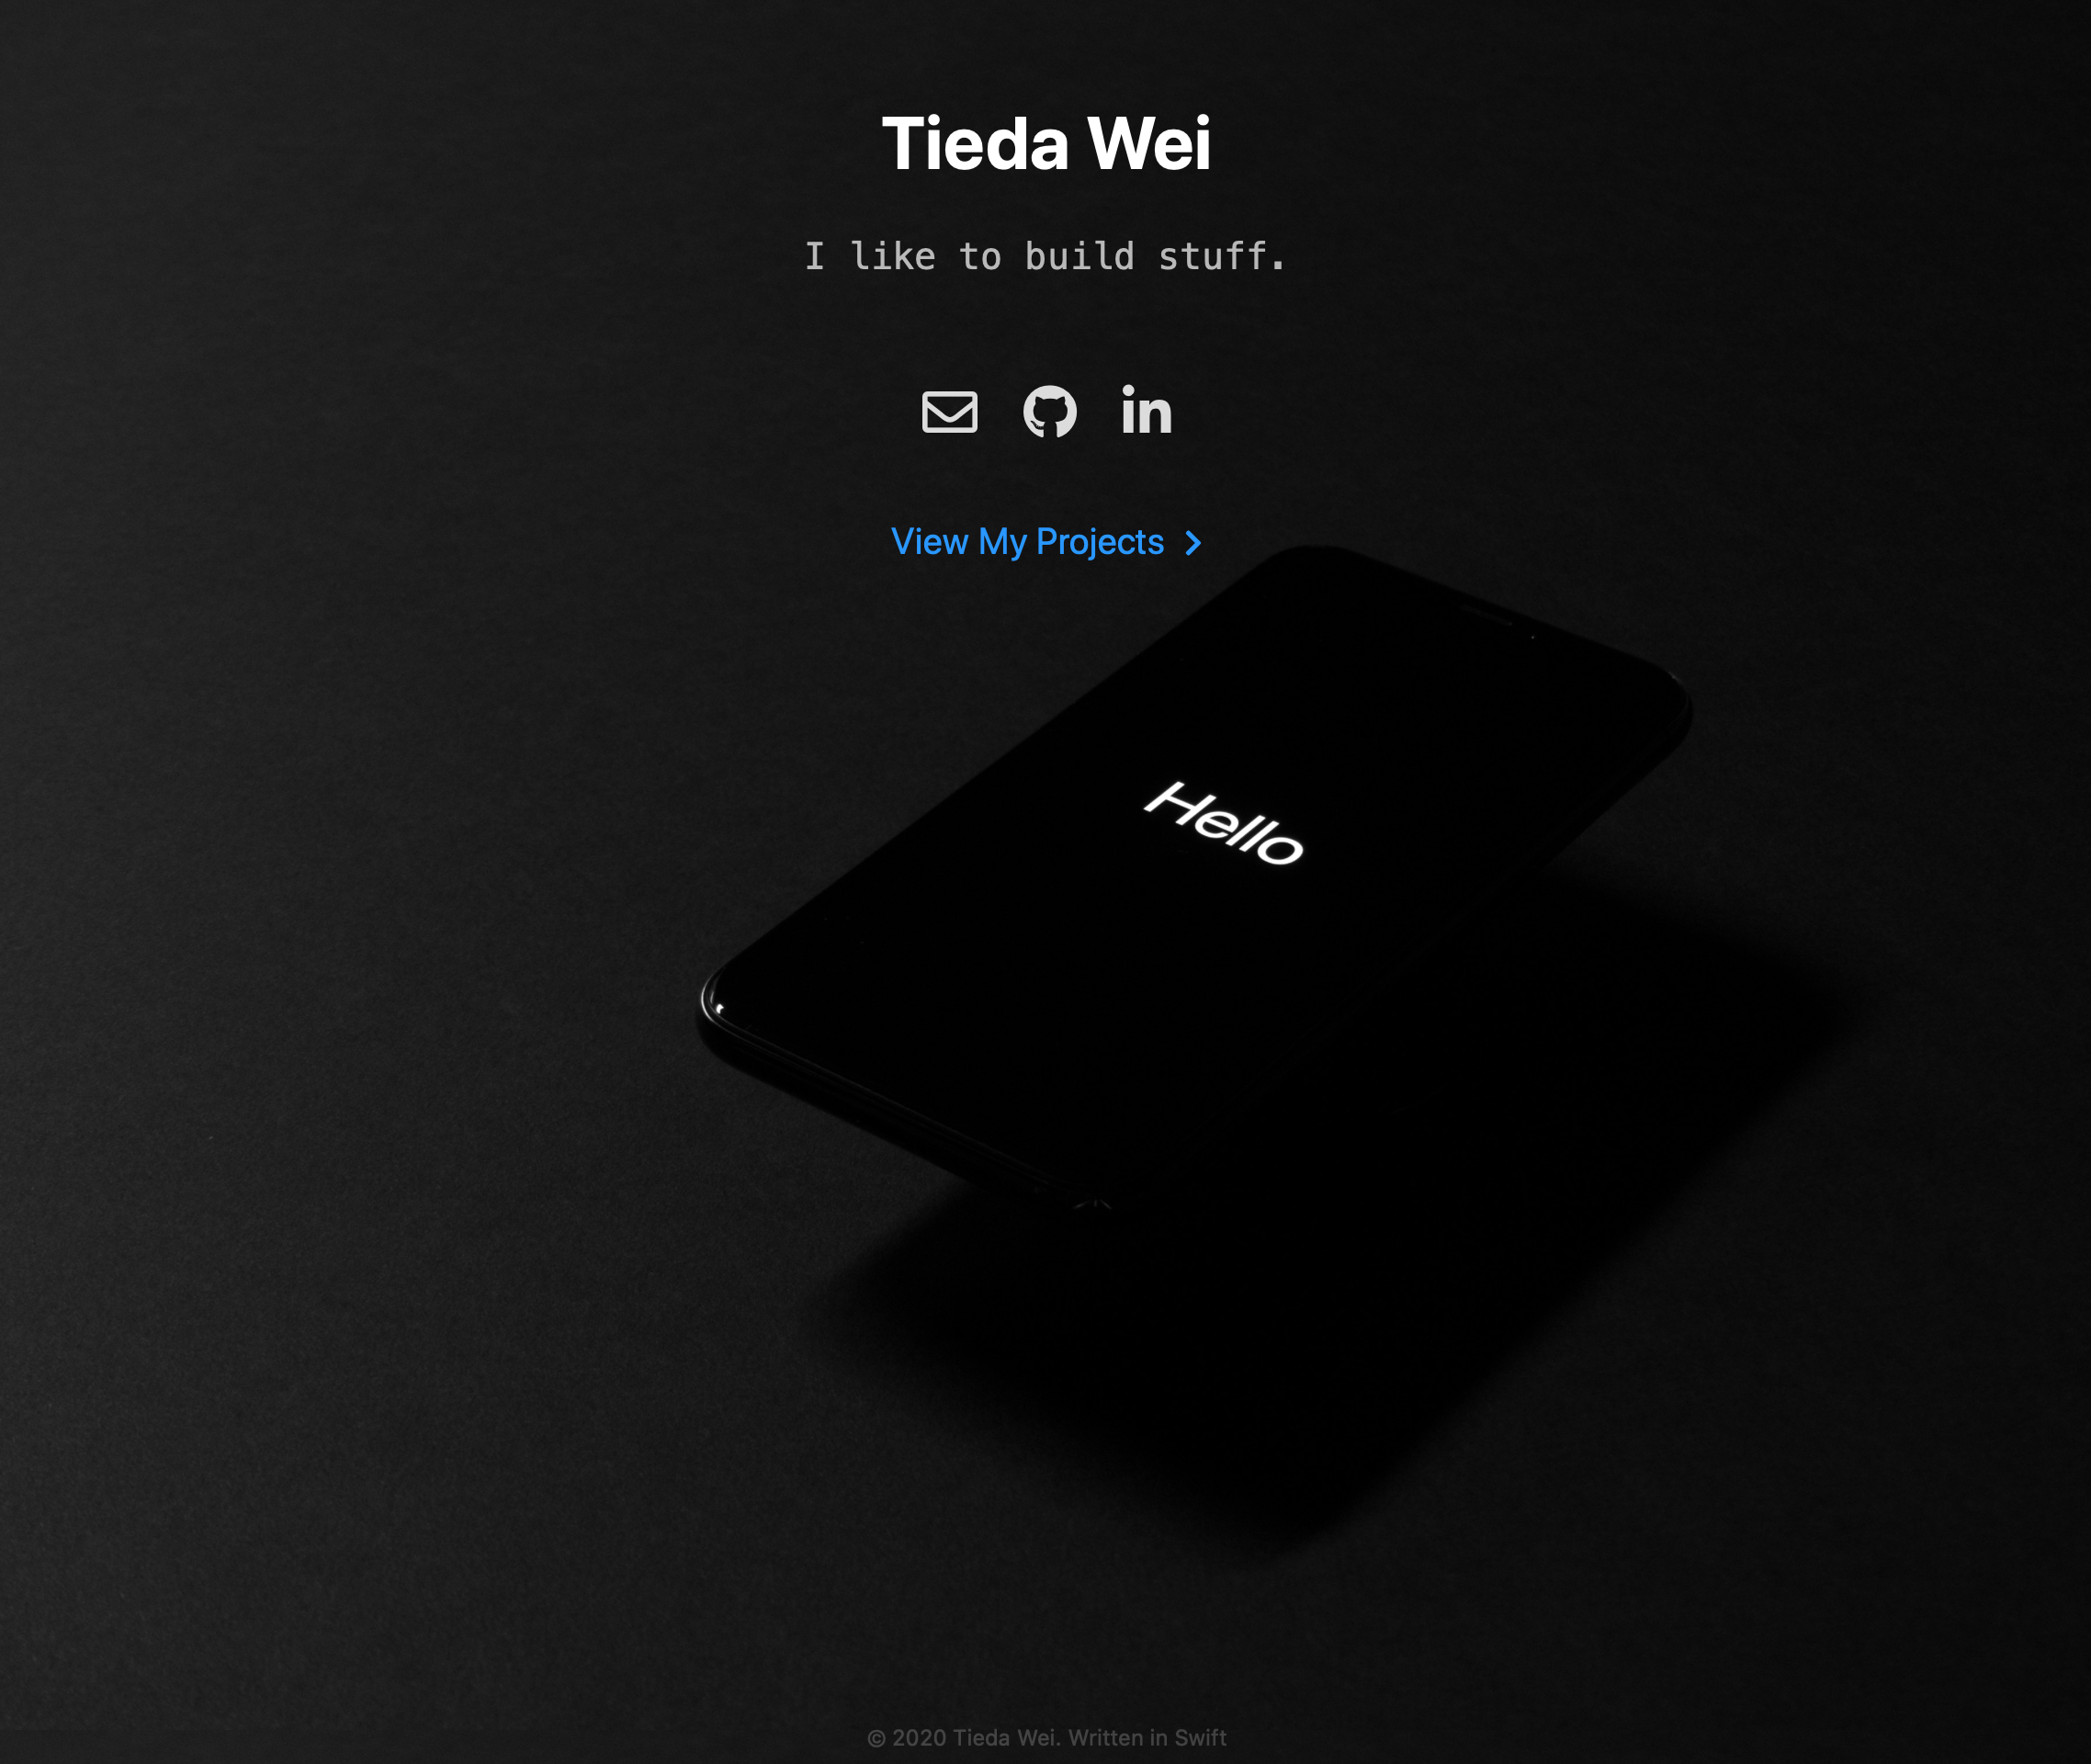 Tieda Wei
I like to build stuff.
in
View My Projects
Hello
© 2020 Tieda Wei. Written in Swift